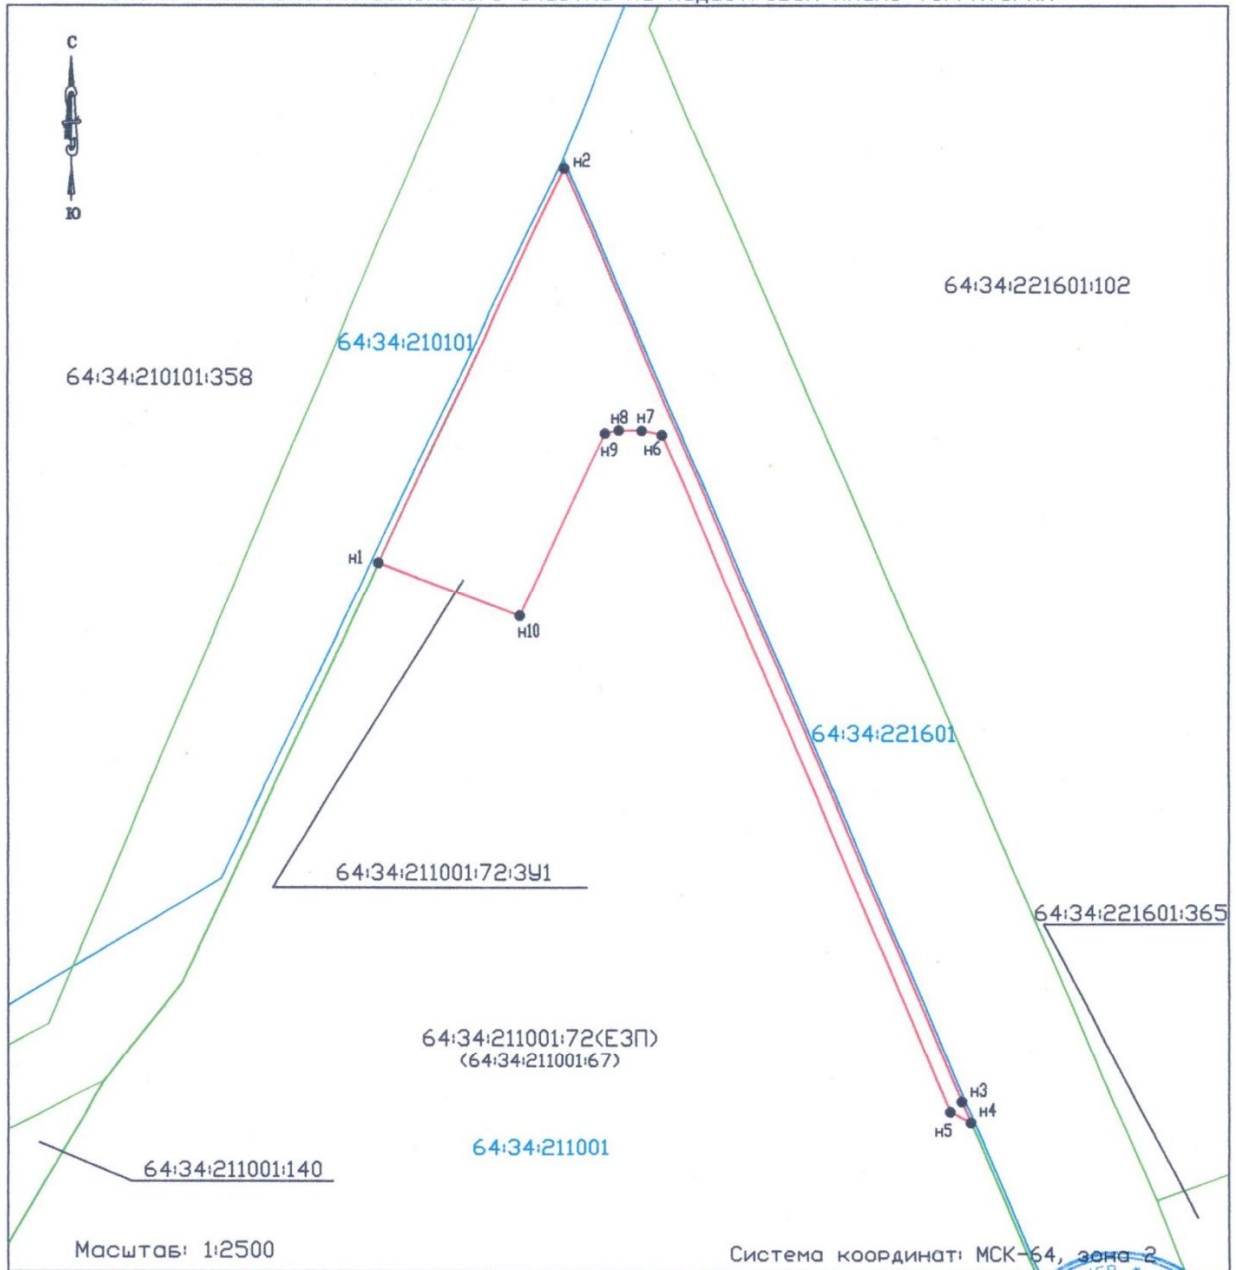 С
Ю
н2
64:34:221601:102
64:34:210101
64:34:210101:358
н8 н7
н9 н6
н1
н10
64:34:221601
64:34:211001:72:ЗУ1
64:34:221601:365
64:34:211001:72(ЕЗП)
(64:34:211001:67)
н3
н4
н5
64:34:211001
64:34:211001:140
Масштаб: 1:2500
Система координат: МСК-64, зона 2